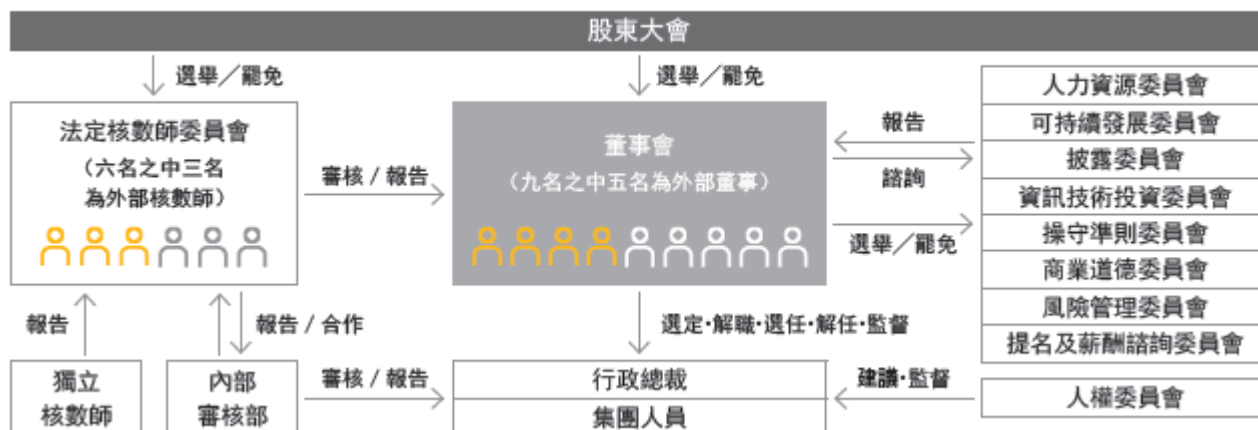 股東大會
選舉／罷免
選舉／罷免
法定核數師委員會
（六名之中三名
為外部核數師）
審核 / 報告
董事會
（九名之中五名為外部董事）
報告
諮詢
選舉／罷免
人力資源委員會
可持續發展委員會
披露委員會
資訊技術投資委員會
操守準則委員會
商業道德委員會
風險管理委員會
提名及薪酬諮詢委員會
報告
報告 / 合作
選定·解職·選任·解任·監督
獨立
核數師
內部
審核部
審核 / 報告
行政總裁
集團人員
建議·監督
人權委員會